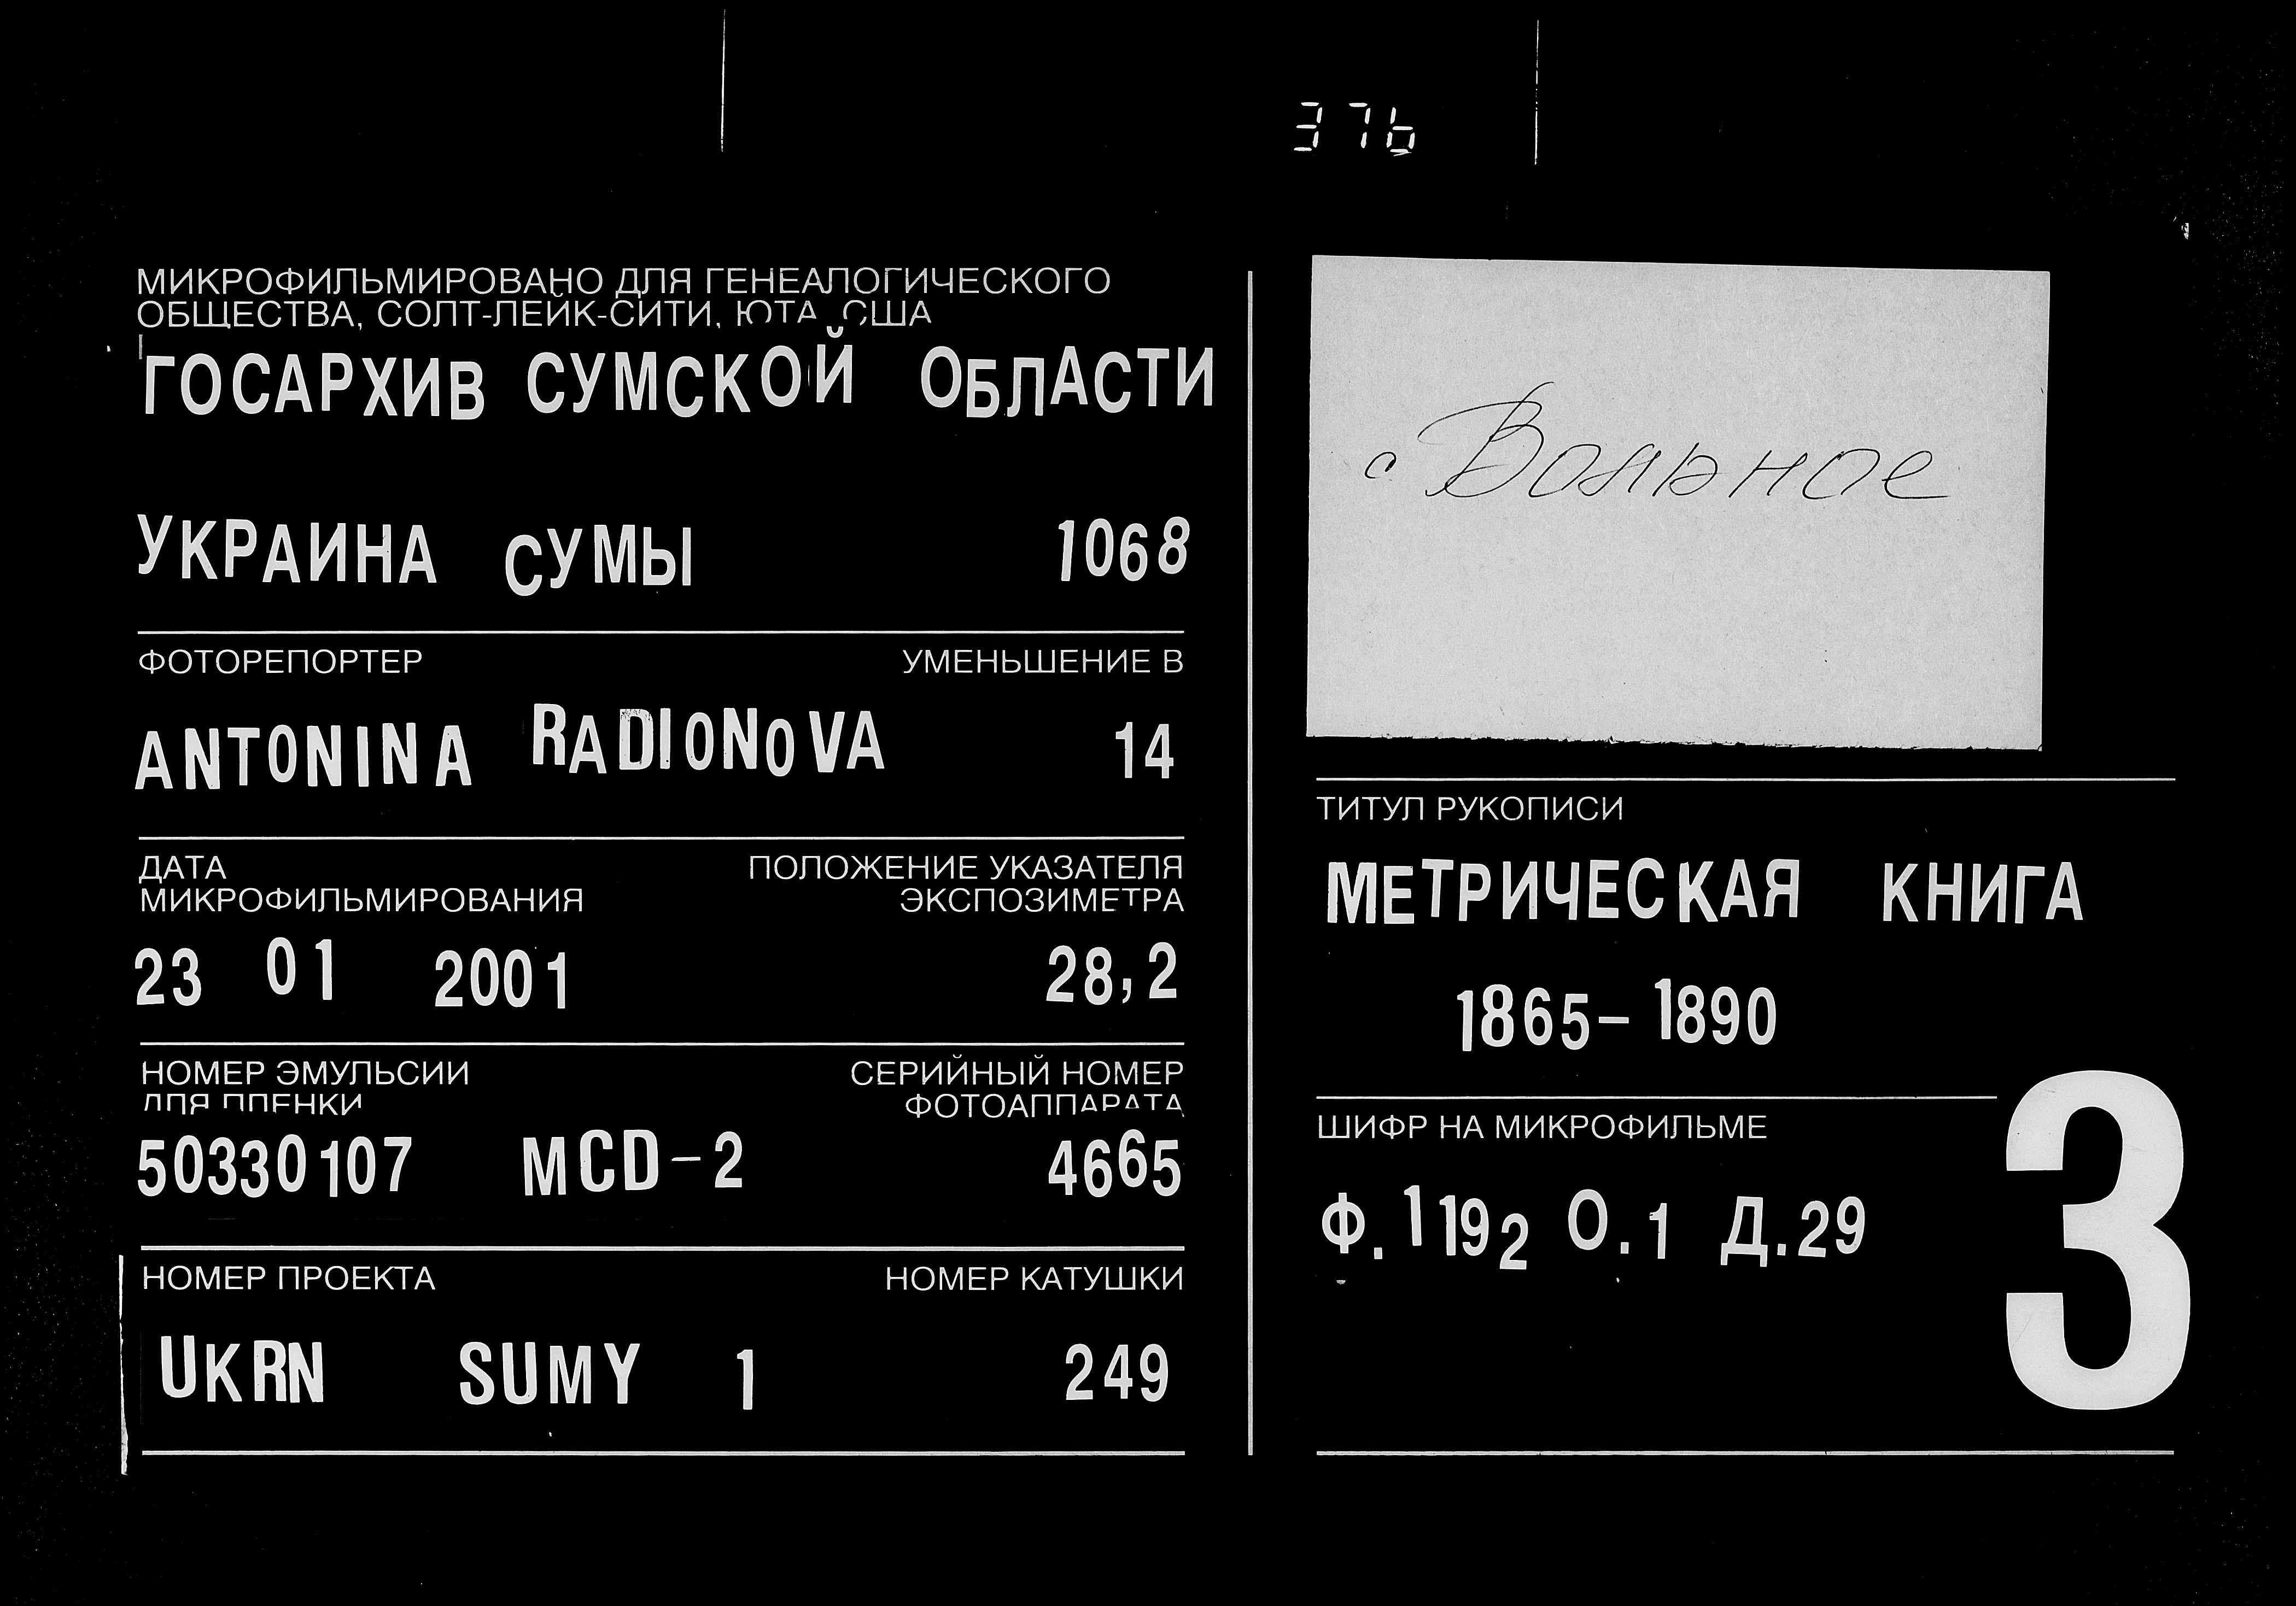 376
МИКРОФИЛЬМИРОВАНО ДЛЯ ГЕНЕАЛОГИЧЕСКОГО
ОБЩЕСТВА, СОЛТ-ЛЕЙК-СИТИ, ЮТА, США
ГОСАРХИВ СУМСКОЙ ОБЛАСТИ
УКРАИНА СУМЫ 1068
ФОТОРЕПОРТЕР УМЕНЬШЕНИЕ В
ANTONINA RADIONOVA 14
ДАТА ПОЛОЖЕНИЕ УКАЗАТЕЛЯ
МИКРОФИЛЬМИРОВАНИЯ ЭКСПОЗИМЕТРА
23 01 2001 28,2
НОМЕР ЭМУЛЬСИИ СЕРИЙНЫЙ НОМЕР
ДЛЯ ПЛЕНКИ ФОТОАППАРАТА
50330107 MCD-2 4665
НОМЕР ПРОЕКТА НОМЕР КАТУШКИ
UKRN SUMY 1 249
с Вольное
ТИТУЛ РУКОПИСИ
МЕТРИЧЕСКАЯ КНИГА
1865-1890
ШИФР НА МИКРОФИЛЬМЕ
Ф. 1192 О.1 Д.29
3